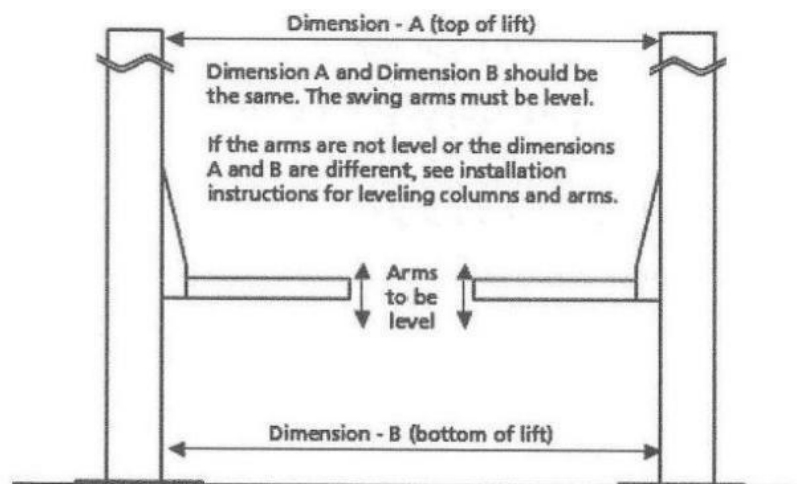 Dimension - A (top of lift)
Dimension A and Dimension B should be
the same. The swing arms must be level.
If the arms are not level or the dimensions
A and B are different, see installation
instructions for leveling columns and arms.
Arms
to be
level
Dimension - B (bottom of lift)